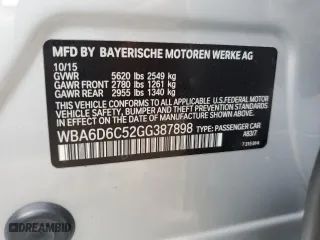 MFD BY BAYERISCHE MOTOREN WERKE AG
10/15
GVWR 5620 lbs 2549 kg
GAWR FRONT 2780 lbs 1261 kg
GAWR REAR 2955 lbs 1340 kg
THIS VEHICLE CONFORMS TO ALL APPLICABLE U.S. FEDERAL MOTOR
VEHICLE SAFETY, BUMPER, AND THEFT PREVENTION STANDARDS
IN EFFECT ON THE DATE OF MANUFACTURE SHOWN ABOVE.
WBA6D6C52GG387898 TYPE: PASSENGER CAR
A83/7
DREAMBID